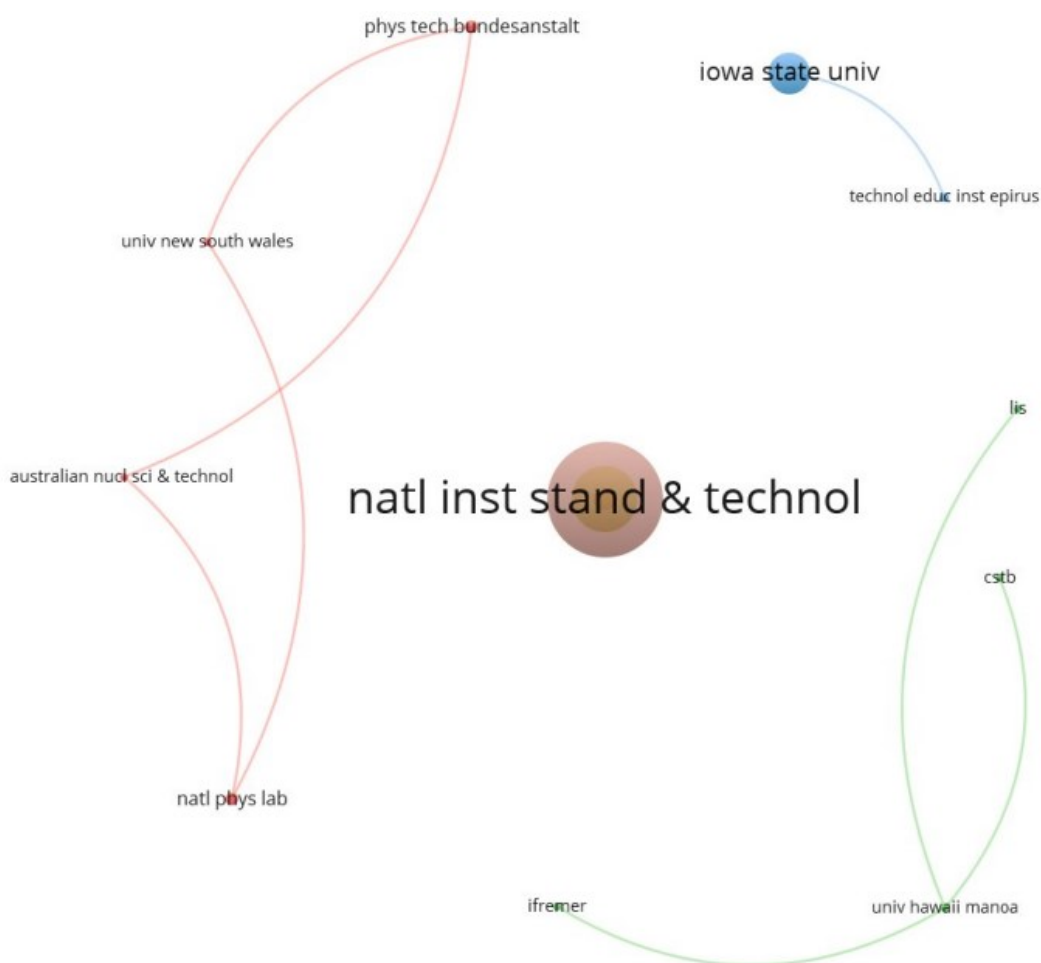 phys tech bundesanstalt
iowa state univ
technol educ inst epirus
univ new south wales
lis
australian nucl sci & technol
natl inst stand & technol
cstb
natl phys lab
ifremer
univ hawaii manoa